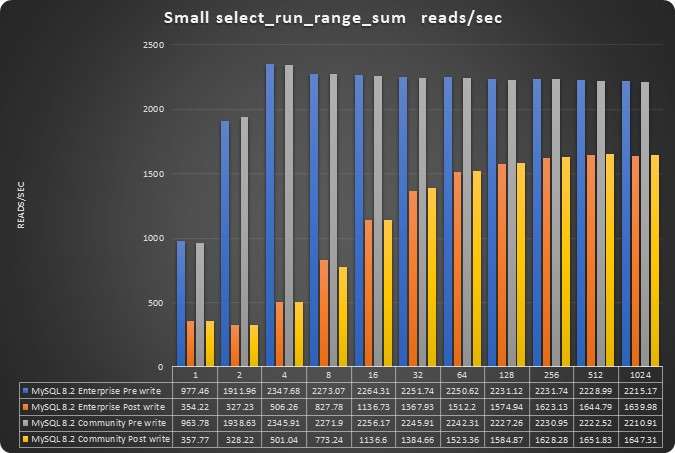 Small select_run_range_sum reads/sec
2500
2000
1500
1000
500
0
READS/SEC
1 2 4 8 16 32 64 128 256 512 1024
MySQL 8.2 Enterprise Pre write 977.46 1911.96 2347.68 2273.07 2264.31 2251.74 2250.62 2231.12 2231.74 2228.99 2215.17
MySQL 8.2 Enterprise Post write 354.22 327.23 506.26 827.78 1136.73 1367.93 1512.2 1574.94 1623.13 1644.79 1639.98
MySQL 8.2 Community Pre write 963.78 1938.63 2345.91 2271.9 2256.17 2245.91 2242.31 2227.26 2230.95 2222.52 2210.91
MySQL 8.2 Community Post write 357.77 328.22 501.04 773.24 1136.6 1384.66 1523.36 1584.87 1628.28 1651.83 1647.31